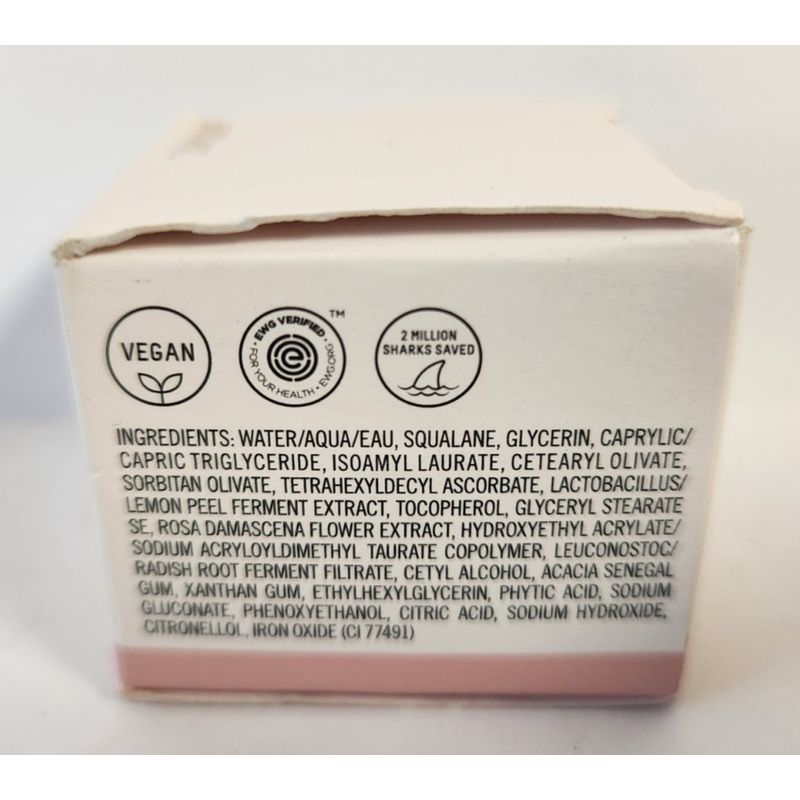 VEGAN
EWG VERIFIED ™
FOR YOUR HEALTH • EWG.ORG •
2 MILLION
SHARKS SAVED
INGREDIENTS: WATER/AQUA/EAU, SQUALANE, GLYCERIN, CAPRYLIC/
CAPRIC TRIGLYCERIDE, ISOAMYL LAURATE, CETEARYL OLIVATE,
SORBITAN OLIVATE, TETRAHEXYLDECYL ASCORBATE, LACTOBACILLUS/
LEMON PEEL FERMENT EXTRACT, TOCOPHEROL, GLYCERYL STEARATE
SE, ROSA DAMASCENA FLOWER EXTRACT, HYDROXYETHYL ACRYLATE/
SODIUM ACRYLOYLDIMETHYL TAURATE COPOLYMER, LEUCONOSTOC/
RADISH ROOT FERMENT FILTRATE, CETYL ALCOHOL, ACACIA SENEGAL
GUM, XANTHAN GUM, ETHYLHEXYLGLYCERIN, PHYTIC ACID, SODIUM
GLUCONATE, PHENOXYETHANOL, CITRIC ACID, SODIUM HYDROXIDE,
CITRONELLOL, IRON OXIDE (CI 77491)